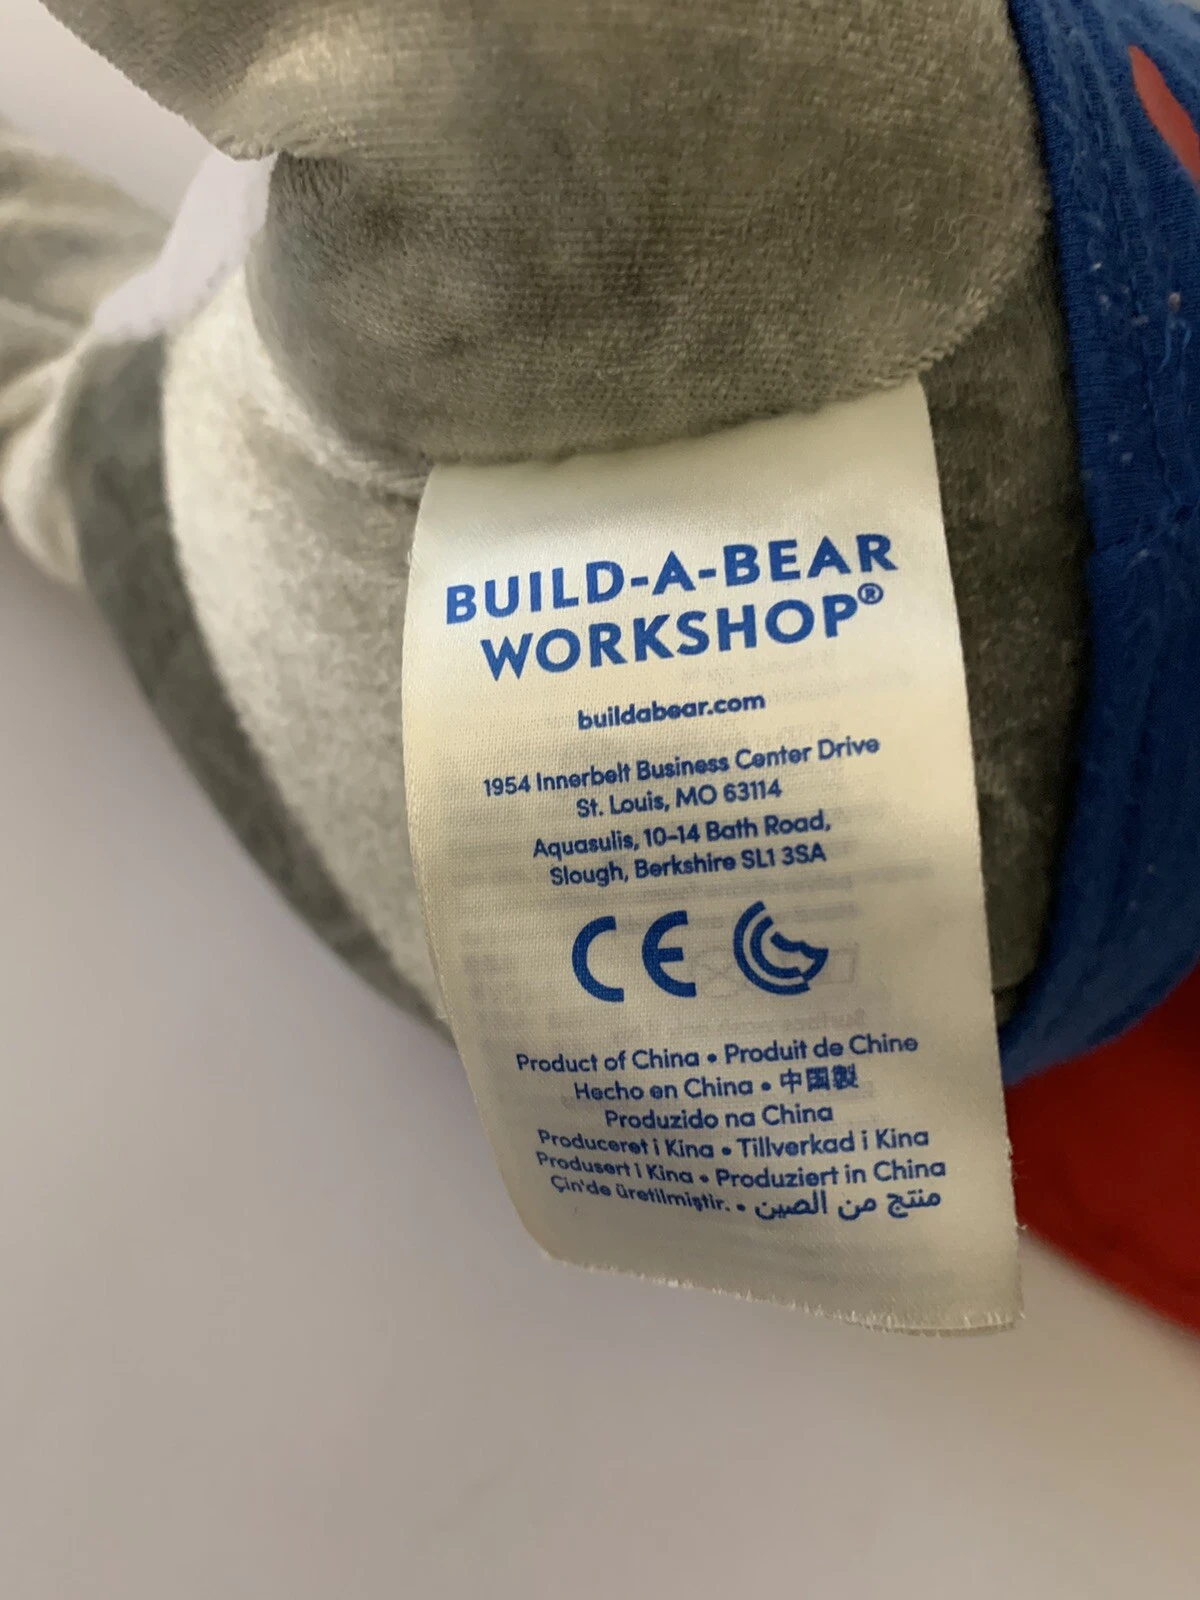 BUILD-A-BEAR
WORKSHOP®
buildabear.com
1954 Innerbelt Business Center Drive
St. Louis, MO 63114
Aquasulis, 10-14 Bath Road,
Slough, Berkshire SL1 3SA
CE
Product of China • Produit de Chine
Hecho en China • 中国製
Produzido na China
Produceret i Kina • Tillverkad i Kina
Produsert i Kina • Produziert in China
Çin'de üretilmiştir. • منتج من الصين